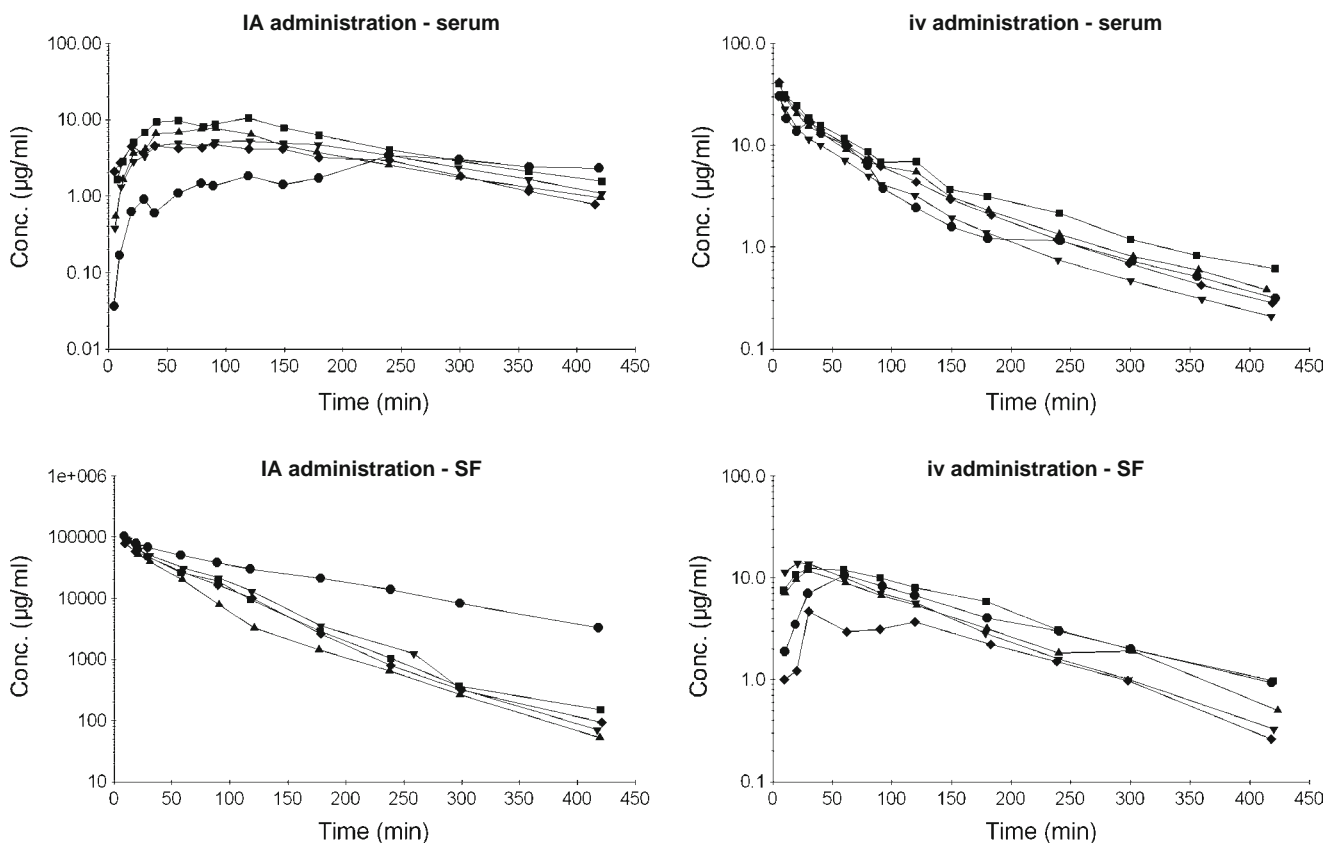 IA administration - serum
100.00
10.00
1.00
0.10
0.01
Conc. (µg/ml)
0 50 100 150 200 250 300 350 400 450
Time (min)
iv administration - serum
100.0
10.0
1.0
0.1
Conc. (µg/ml)
0 50 100 150 200 250 300 350 400 450
Time (min)
IA administration - SF
1e+006
100000
10000
1000
100
10
Conc. (µg/ml)
0 50 100 150 200 250 300 350 400 450
Time (min)
iv administration - SF
100.0
10.0
1.0
0.1
Conc. (µg/ml)
0 50 100 150 200 250 300 350 400 450
Time (min)